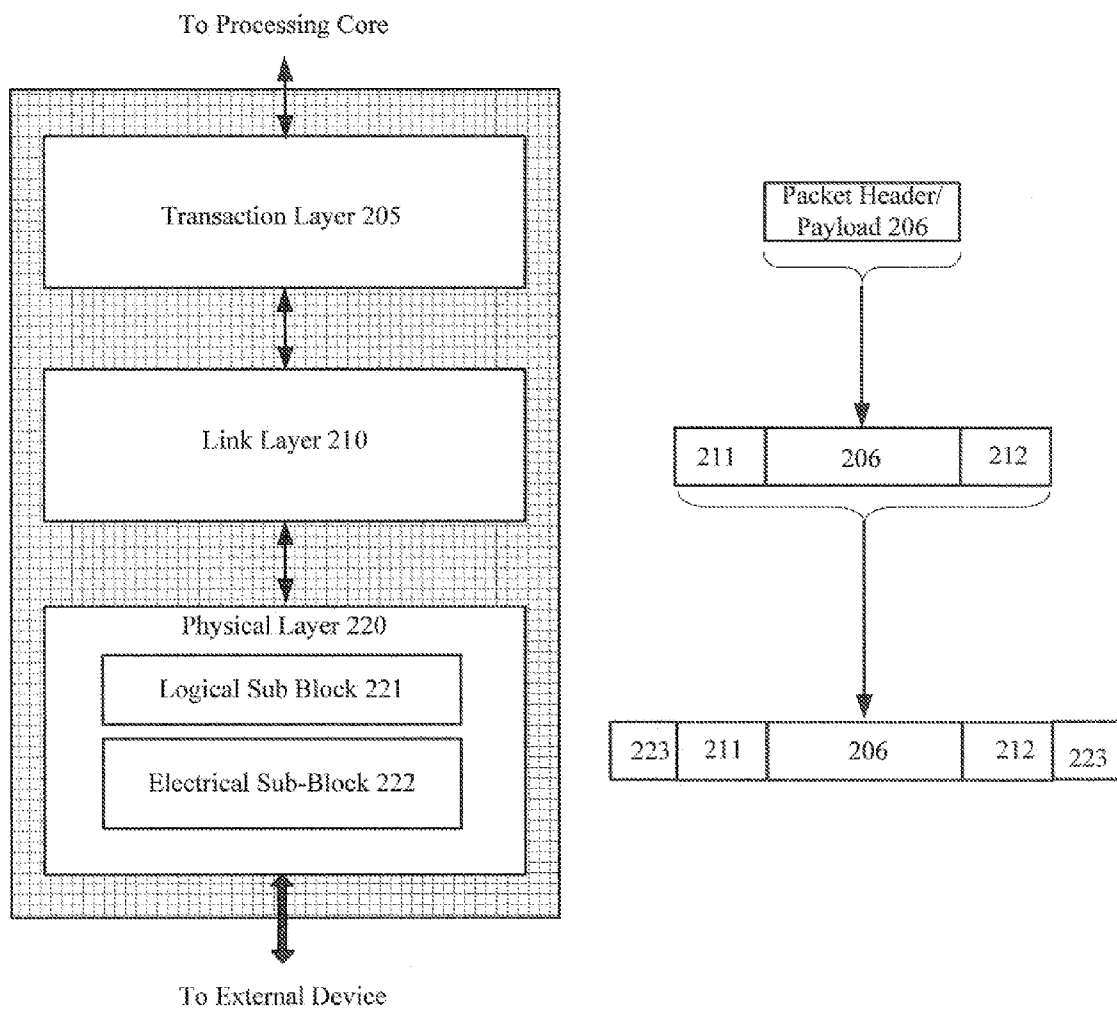 To Processing Core
Transaction Layer 205
Link Layer 210
Physical Layer 220
Logical Sub Block 221
Electrical Sub-Block 222
To External Device
Packet Header/
Payload 206
211 206 212
223 211 206 212 223